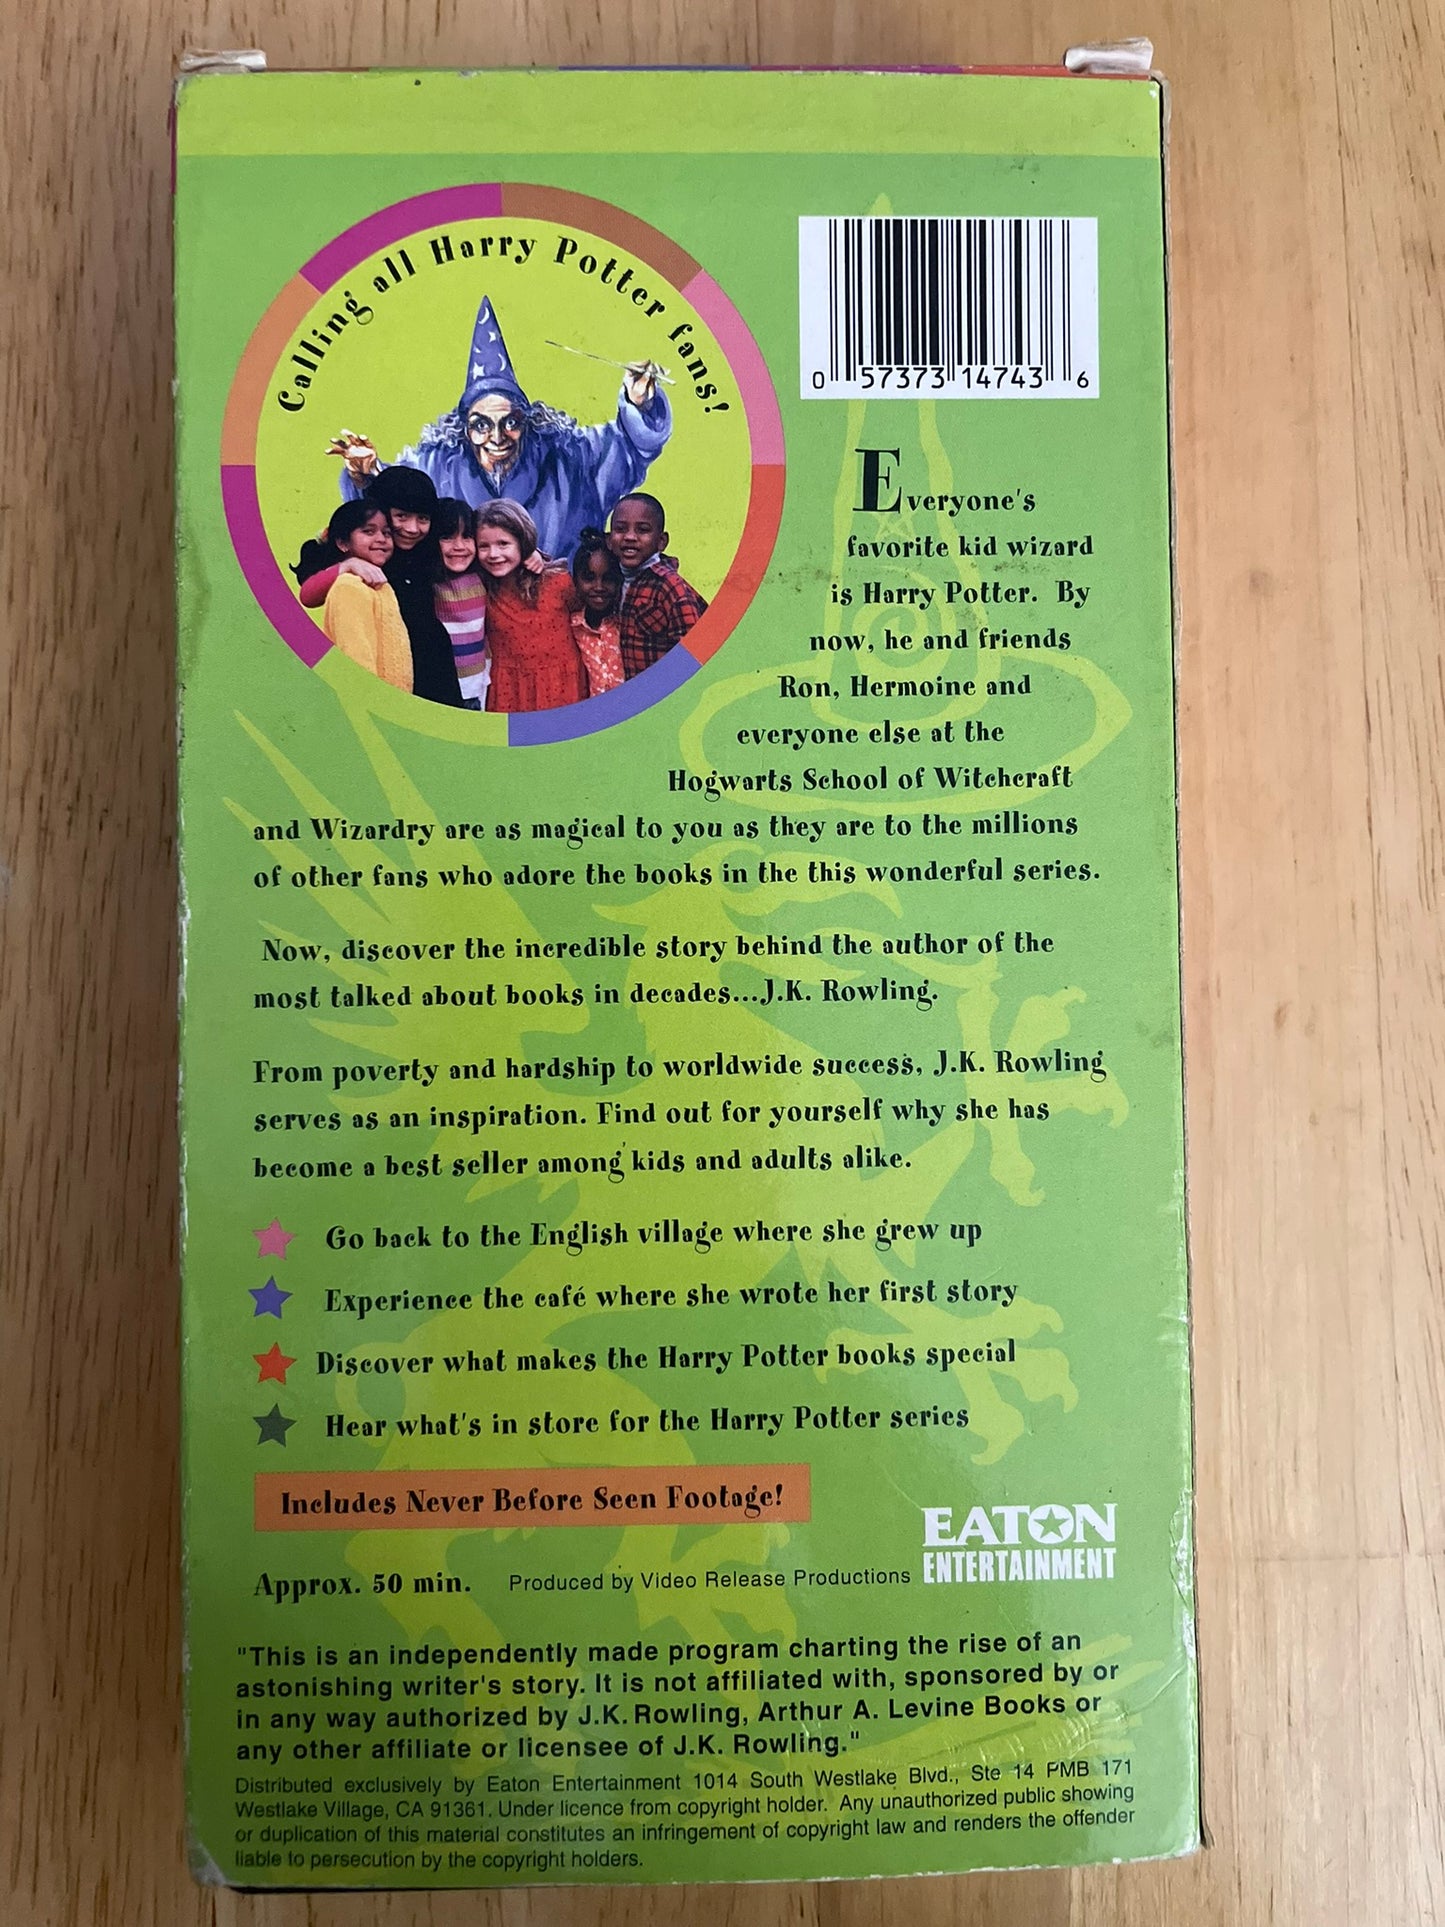 Calling all Harry Potter fans!
0 57373 14743 6
Everyone's
favorite kid wizard
is Harry Potter. By
now, he and friends
Ron, Hermoine and
everyone else at the
Hogwarts School of Witchcraft
and Wizardry are as magical to you as they are to the millions
of other fans who adore the books in the this wonderful series.
Now, discover the incredible story behind the author of the
most talked about books in decades...J.K. Rowling.
From poverty and hardship to worldwide success, J.K. Rowling
serves as an inspiration. Find out for yourself why she has
become a best seller among kids and adults alike.
Go back to the English village where she grew up
Experience the café where she wrote her first story
Discover what makes the Harry Potter books special
Hear what's in store for the Harry Potter series
Includes Never Before Seen Footage!
EATON
ENTERTAINMENT
Approx. 50 min. Produced by Video Release Productions
"This is an independently made program charting the rise of an
astonishing writer's story. It is not affiliated with, sponsored by or
in any way authorized by J.K. Rowling, Arthur A. Levine Books or
any other affiliate or licensee of J.K. Rowling."
Distributed exclusively by Eaton Entertainment 1014 South Westlake Blvd., Ste 14 PMB 171
Westlake Village, CA 91361. Under licence from copyright holder. Any unauthorized public showing
or duplication of this material constitutes an infringement of copyright law and renders the offender
liable to persecution by the copyright holders.